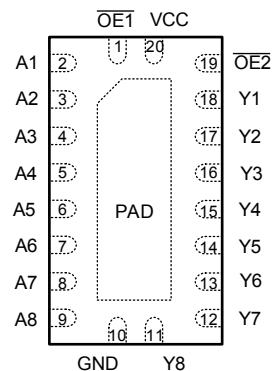 O̅E̅1̅ VCC
1 20
A1 2 19 O̅E̅2̅
A2 3 18 Y1
A3 4 17 Y2
A4 5 16 Y3
A5 6 PAD 15 Y4
A6 7 14 Y5
A7 8 13 Y6
A8 9 12 Y7
10 11
GND Y8